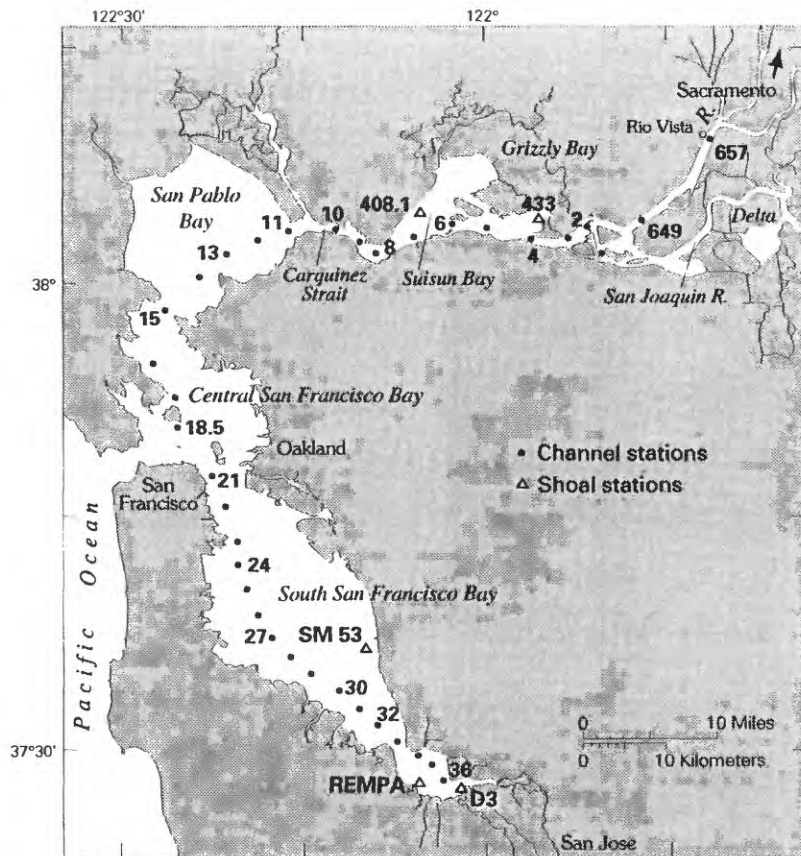 122°30'
122°
Sacramento
R.
Rio Vista
657
Grizzly Bay
San Pablo
Bay
408.1
433
2
10
11
6
649
Delta
13
8
4
Carquinez
Strait
Suisun Bay
San Joaquin R.
38°
15
Central San Francisco Bay
18.5
Oakland
Channel stations
Shoal stations
21
San
Francisco
Pacific Ocean
24
South San Francisco Bay
27
SM 53
30
32
0 10 Miles
0 10 Kilometers
37°30'
36
REMPA
D3
San Jose